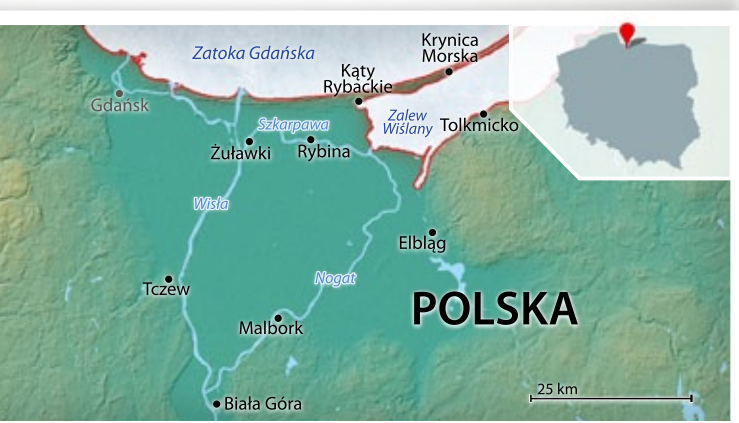 Zatoka Gdańska
Krynica
Morska
Kąty
Rybackie
Gdańsk
Zalew
Wiślany
Tolkmicko
Szkarpawa
Żuławki
Rybina
Wisła
Elbląg
Nogat
Tczew
POLSKA
Malbork
25 km
Biała Góra